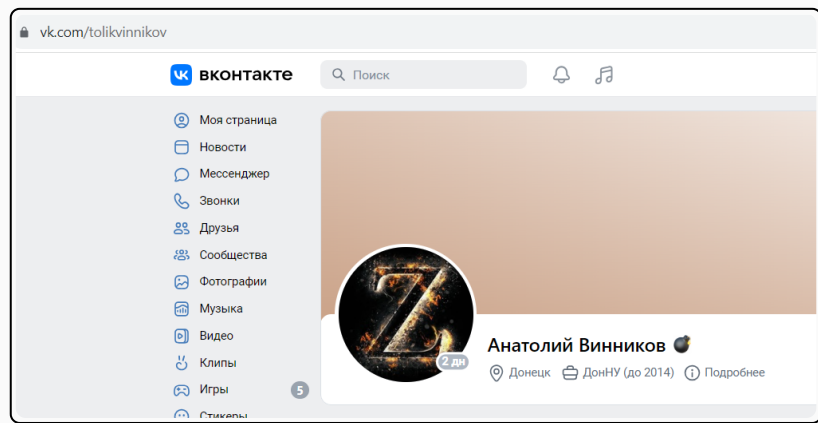 vk.com/tolikvinnikov
вконтакте
Поиск
Моя страница
Новости
Мессенджер
Звонки
Друзья
Сообщества
Фотографии
Музыка
Видео
Клипы
Игры 5
Стикеры
Z
2 дн
Анатолий Винников
Донецк ДонНУ (до 2014) Подробнее